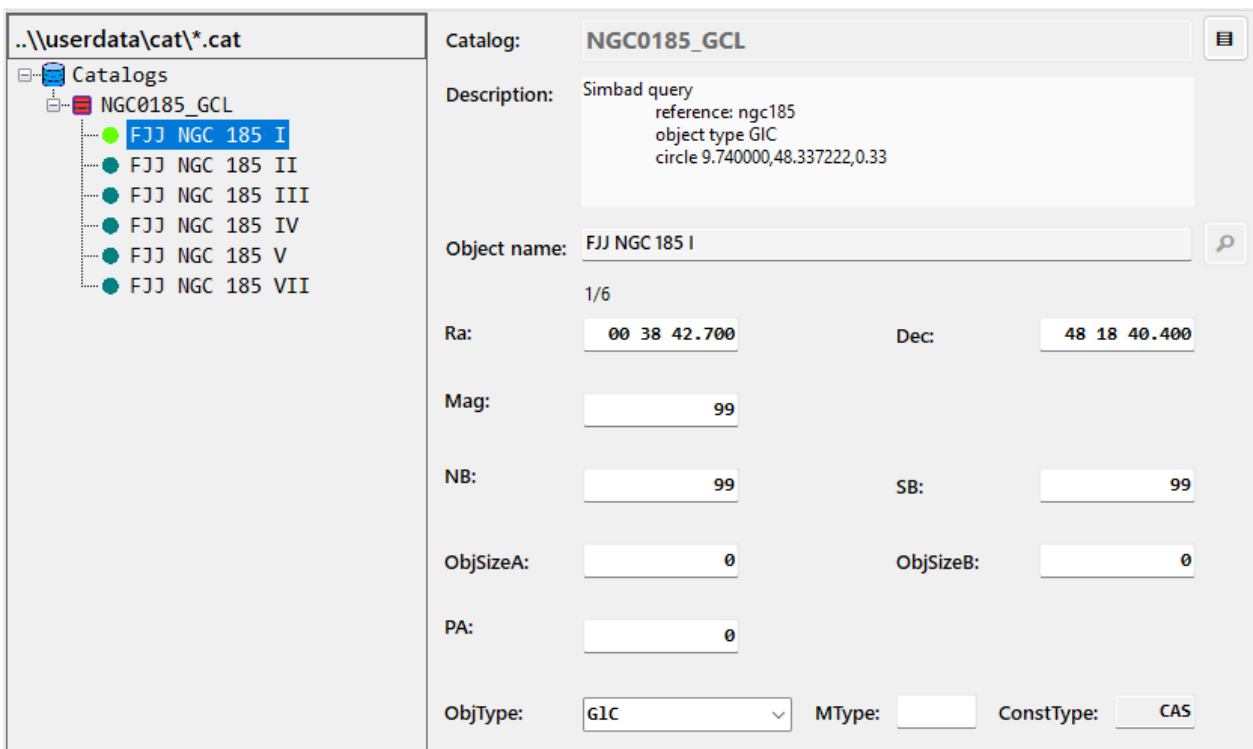 ..\\userdata\cat\*.cat
Catalogs
NGC0185_GCL
FJJ NGC 185 I
FJJ NGC 185 II
FJJ NGC 185 III
FJJ NGC 185 IV
FJJ NGC 185 V
FJJ NGC 185 VII
Catalog: NGC0185_GCL
Description: Simbad query
reference: ngc185
object type GlC
circle 9.740000,48.337222,0.33
Object name: FJJ NGC 185 I
1/6
Ra: 00 38 42.700 Dec: 48 18 40.400
Mag: 99
NB: 99 SB: 99
ObjSizeA: 0 ObjSizeB: 0
PA: 0
ObjType: GlC MType: ConstType: CAS